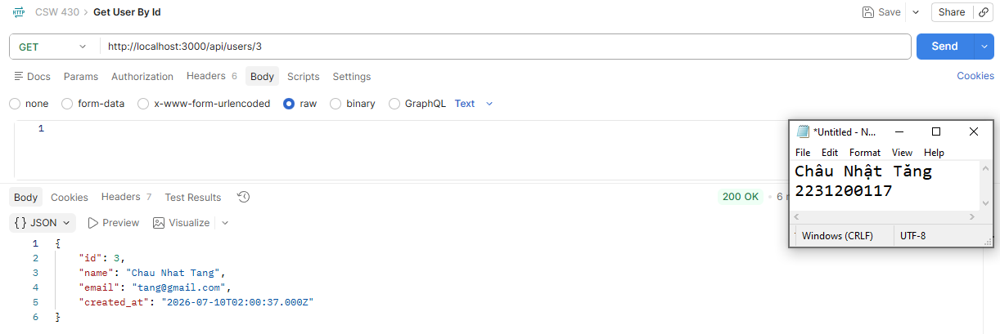 HTTP CSW 430 > Get User By Id Save Share
GET http://localhost:3000/api/users/3 Send
Docs Params Authorization Headers 6 Body Scripts Settings Cookies
none form-data x-www-form-urlencoded raw binary GraphQL Text
1
*Untitled - N...
File Edit Format View Help
Châu Nhật Tăng
2231200117
Windows (CRLF) UTF-8
Body Cookies Headers 7 Test Results 200 OK • 6
{} JSON Preview Visualize
1 {
2 "id": 3,
3 "name": "Chau Nhat Tang",
4 "email": "tang@gmail.com",
5 "created_at": "2026-07-10T02:00:37.000Z"
6 }